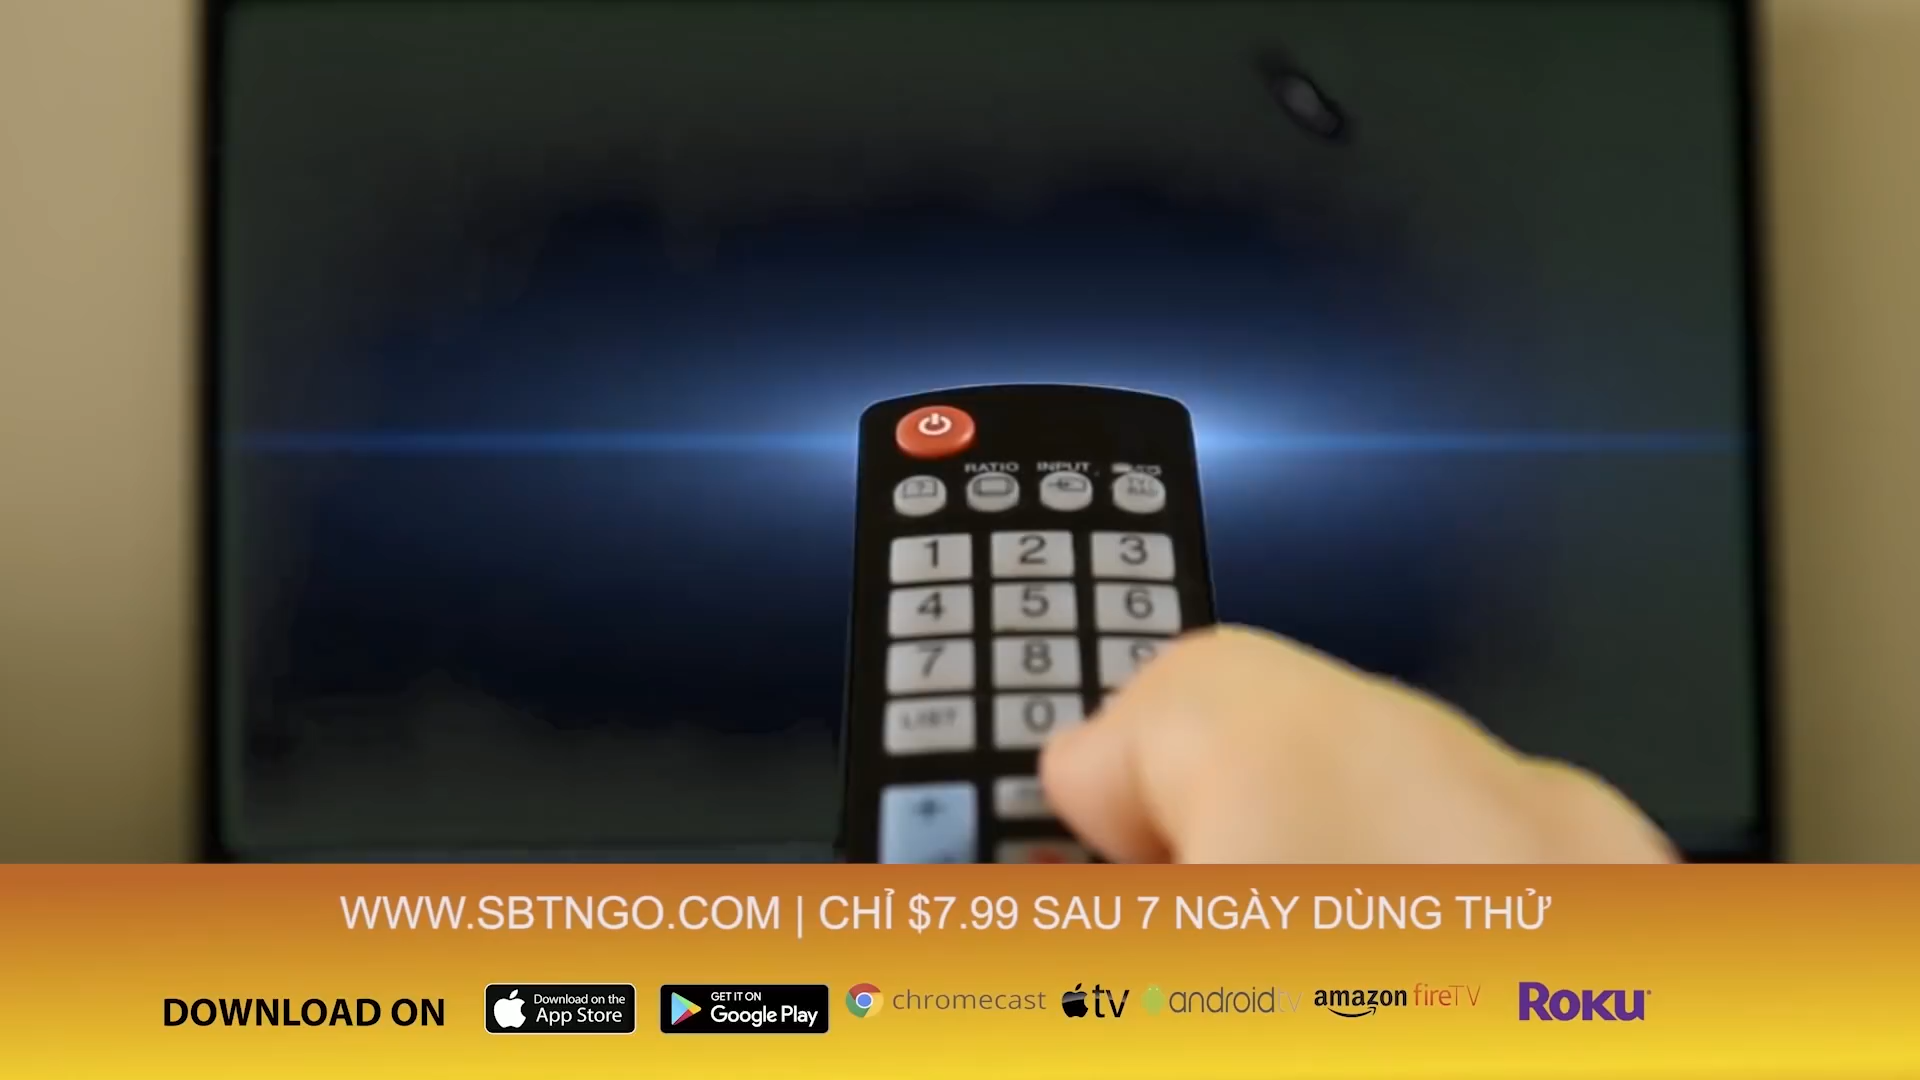 RATIO INPUT
1 2 3
4 5 6
7 8 9
LIST 0
WWW.SBTNGO.COM | CHỈ $7.99 SAU 7 NGÀY DÙNG THỬ
DOWNLOAD ON
Download on the
App Store
GET IT ON
Google Play
chromecast
tv
androidtv
amazon fireTV
ROKU